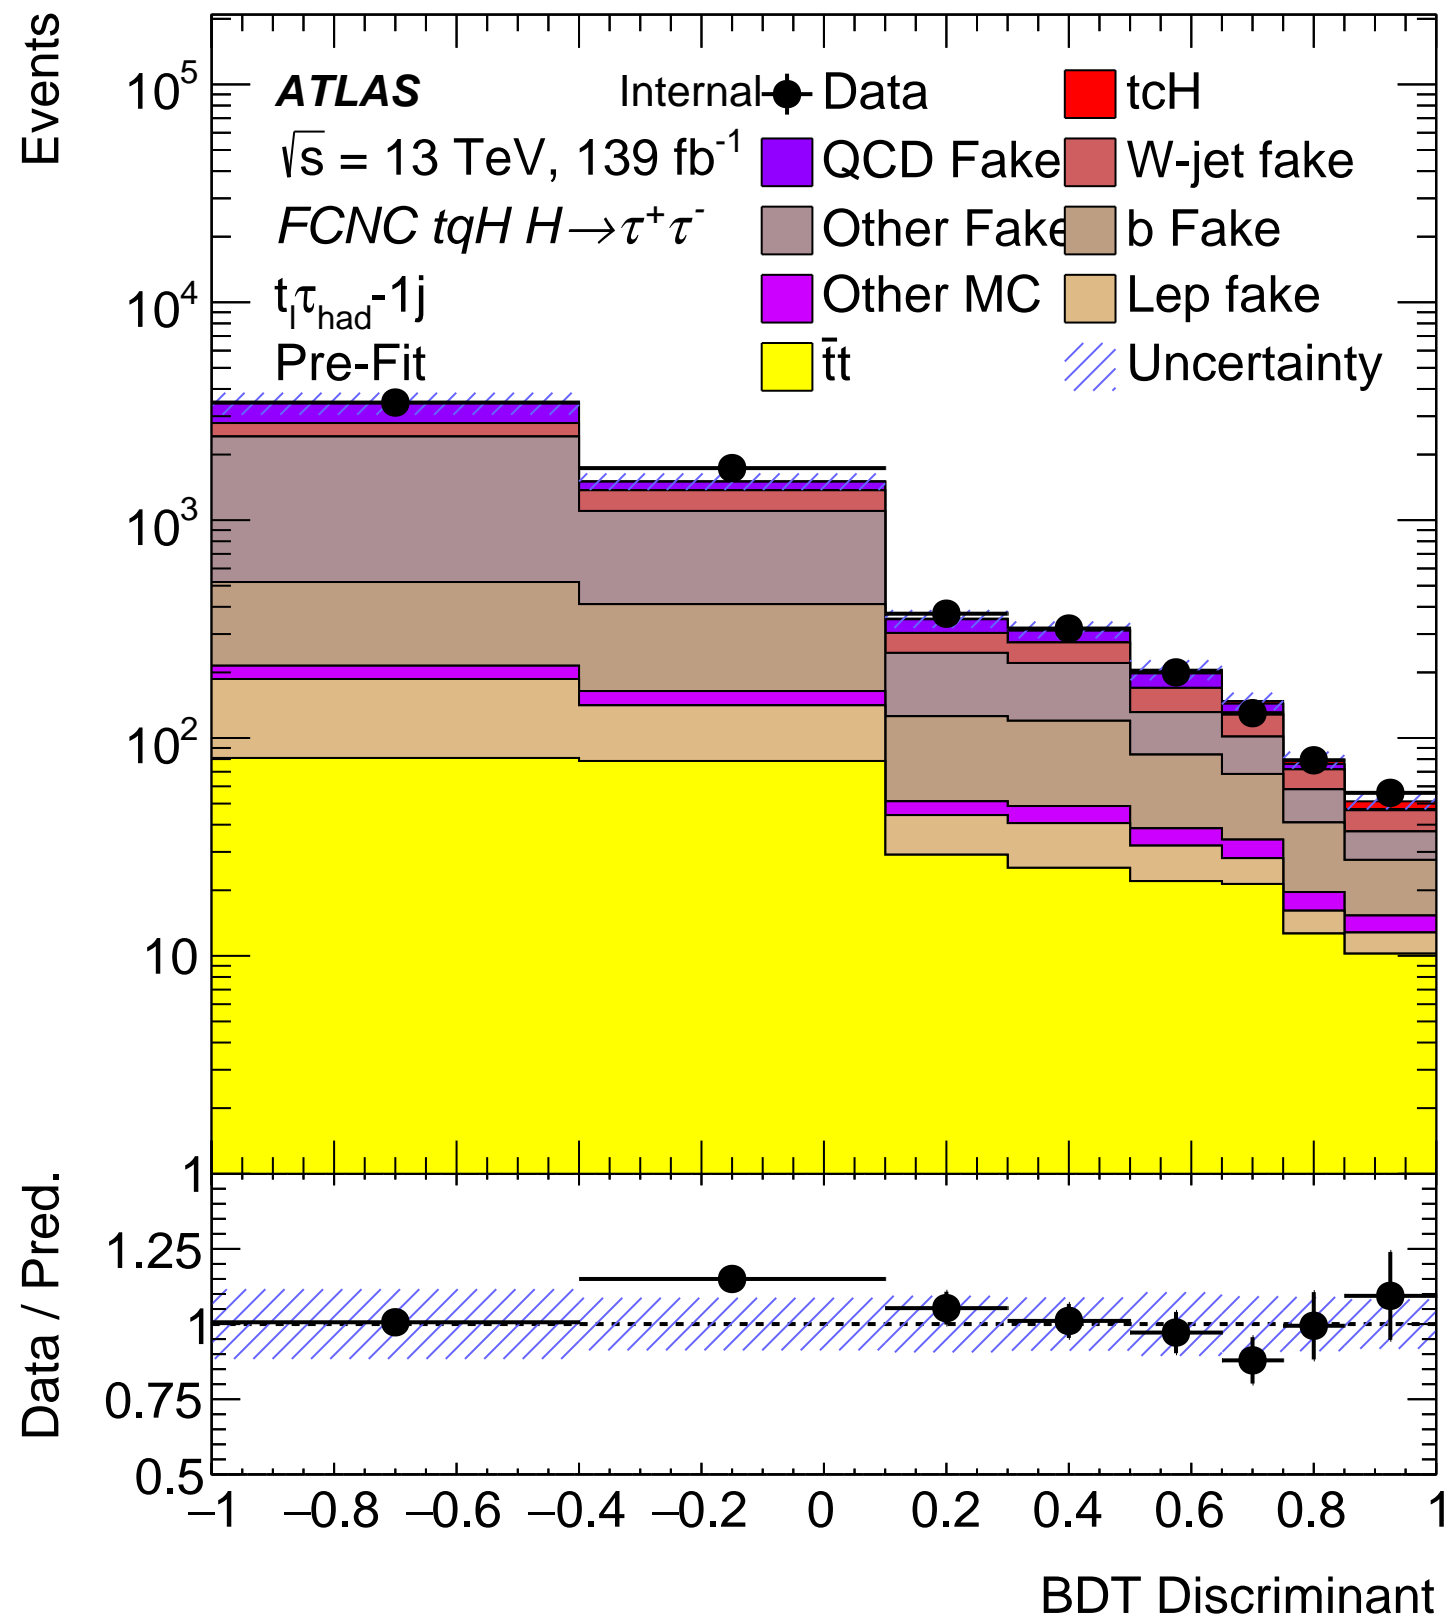 Events
10⁵
10⁴
10³
10²
10
1
ATLAS Internal
√s = 13 TeV, 139 fb⁻¹
FCNC tqH H→τ⁺τ⁻
tₗτ_had-1j
Pre-Fit
Data
tcH
QCD Fake
W-jet fake
Other Fake
b Fake
Other MC
Lep fake
t̄t
Uncertainty
Data / Pred.
1.25
1
0.75
0.5
−1 −0.8 −0.6 −0.4 −0.2 0 0.2 0.4 0.6 0.8 1
BDT Discriminant